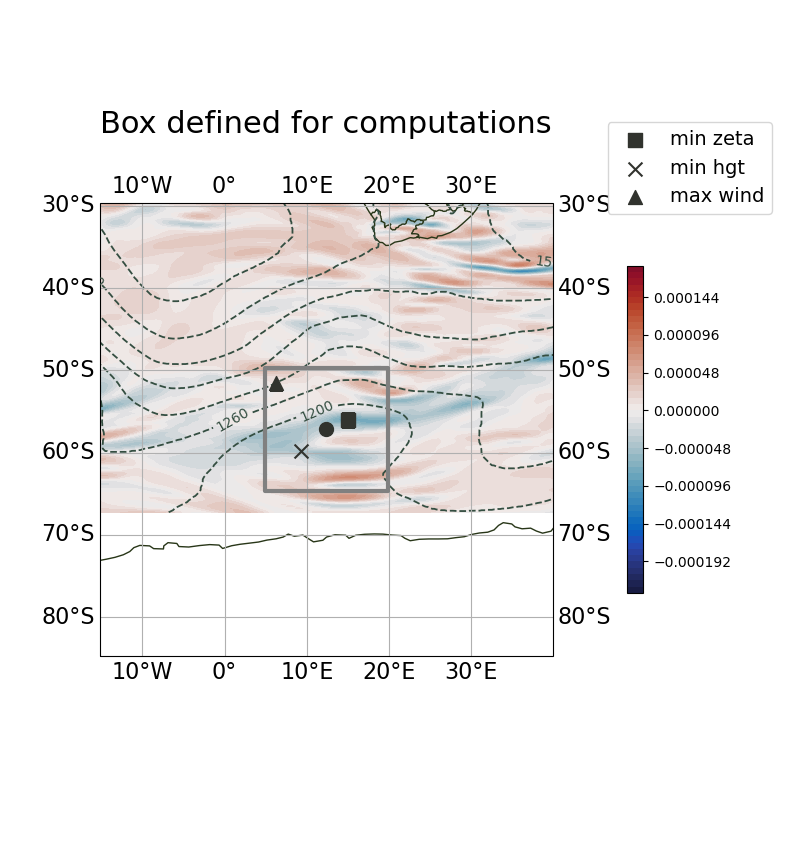 Box defined for computations
min zeta
min hgt
max wind
10°W 0° 10°E 20°E 30°E
30°S 30°S
15
40°S 40°S
50°S 50°S
1260 1200
60°S 60°S
70°S 70°S
80°S 80°S
10°W 0° 10°E 20°E 30°E
0.000144
0.000096
0.000048
0.000000
−0.000048
−0.000096
−0.000144
−0.000192